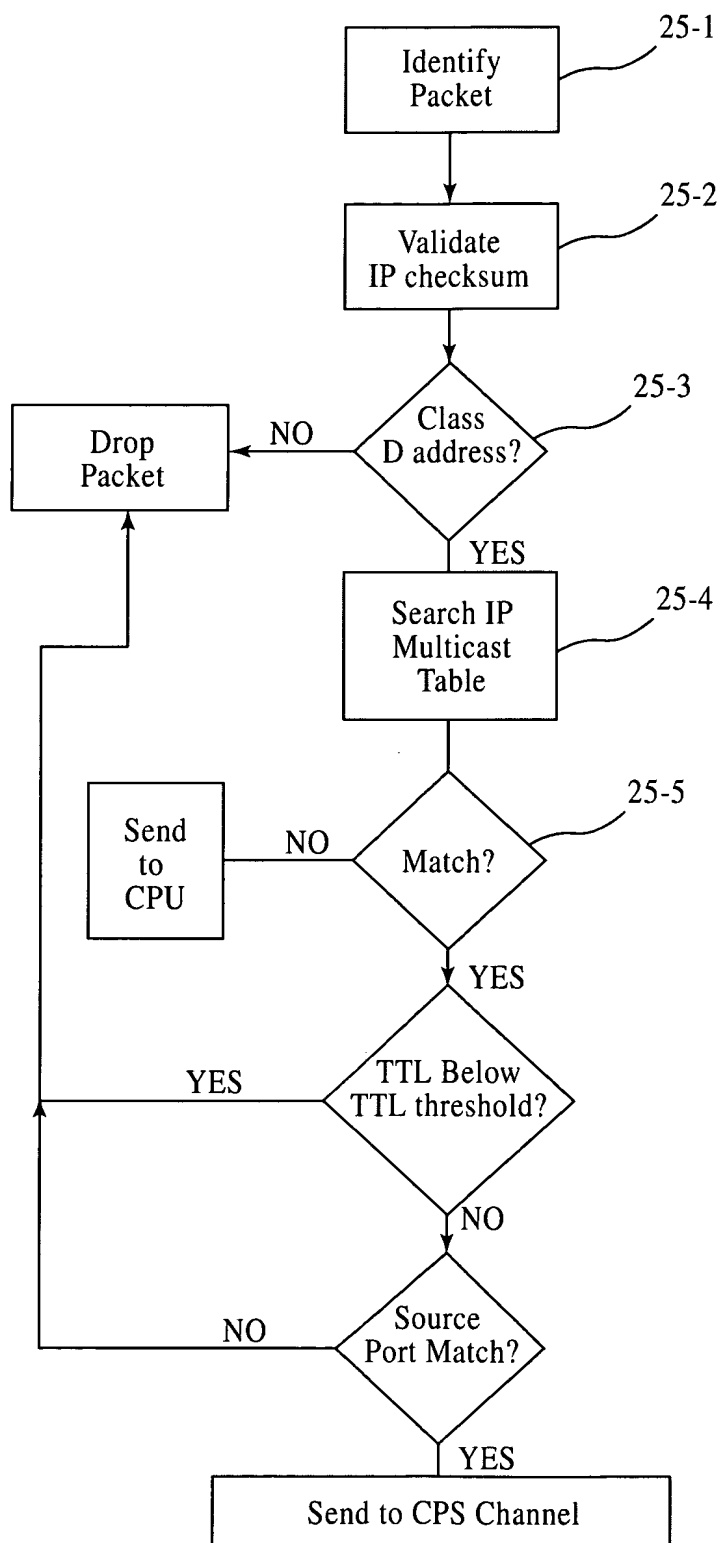 25-1
Identify
Packet
25-2
Validate
IP checksum
25-3
Class
D address?
NO
Drop
Packet
YES
25-4
Search IP
Multicast
Table
25-5
Match?
NO
Send
to
CPU
YES
TTL Below
TTL threshold?
YES
NO
Source
Port Match?
NO
YES
Send to CPS Channel